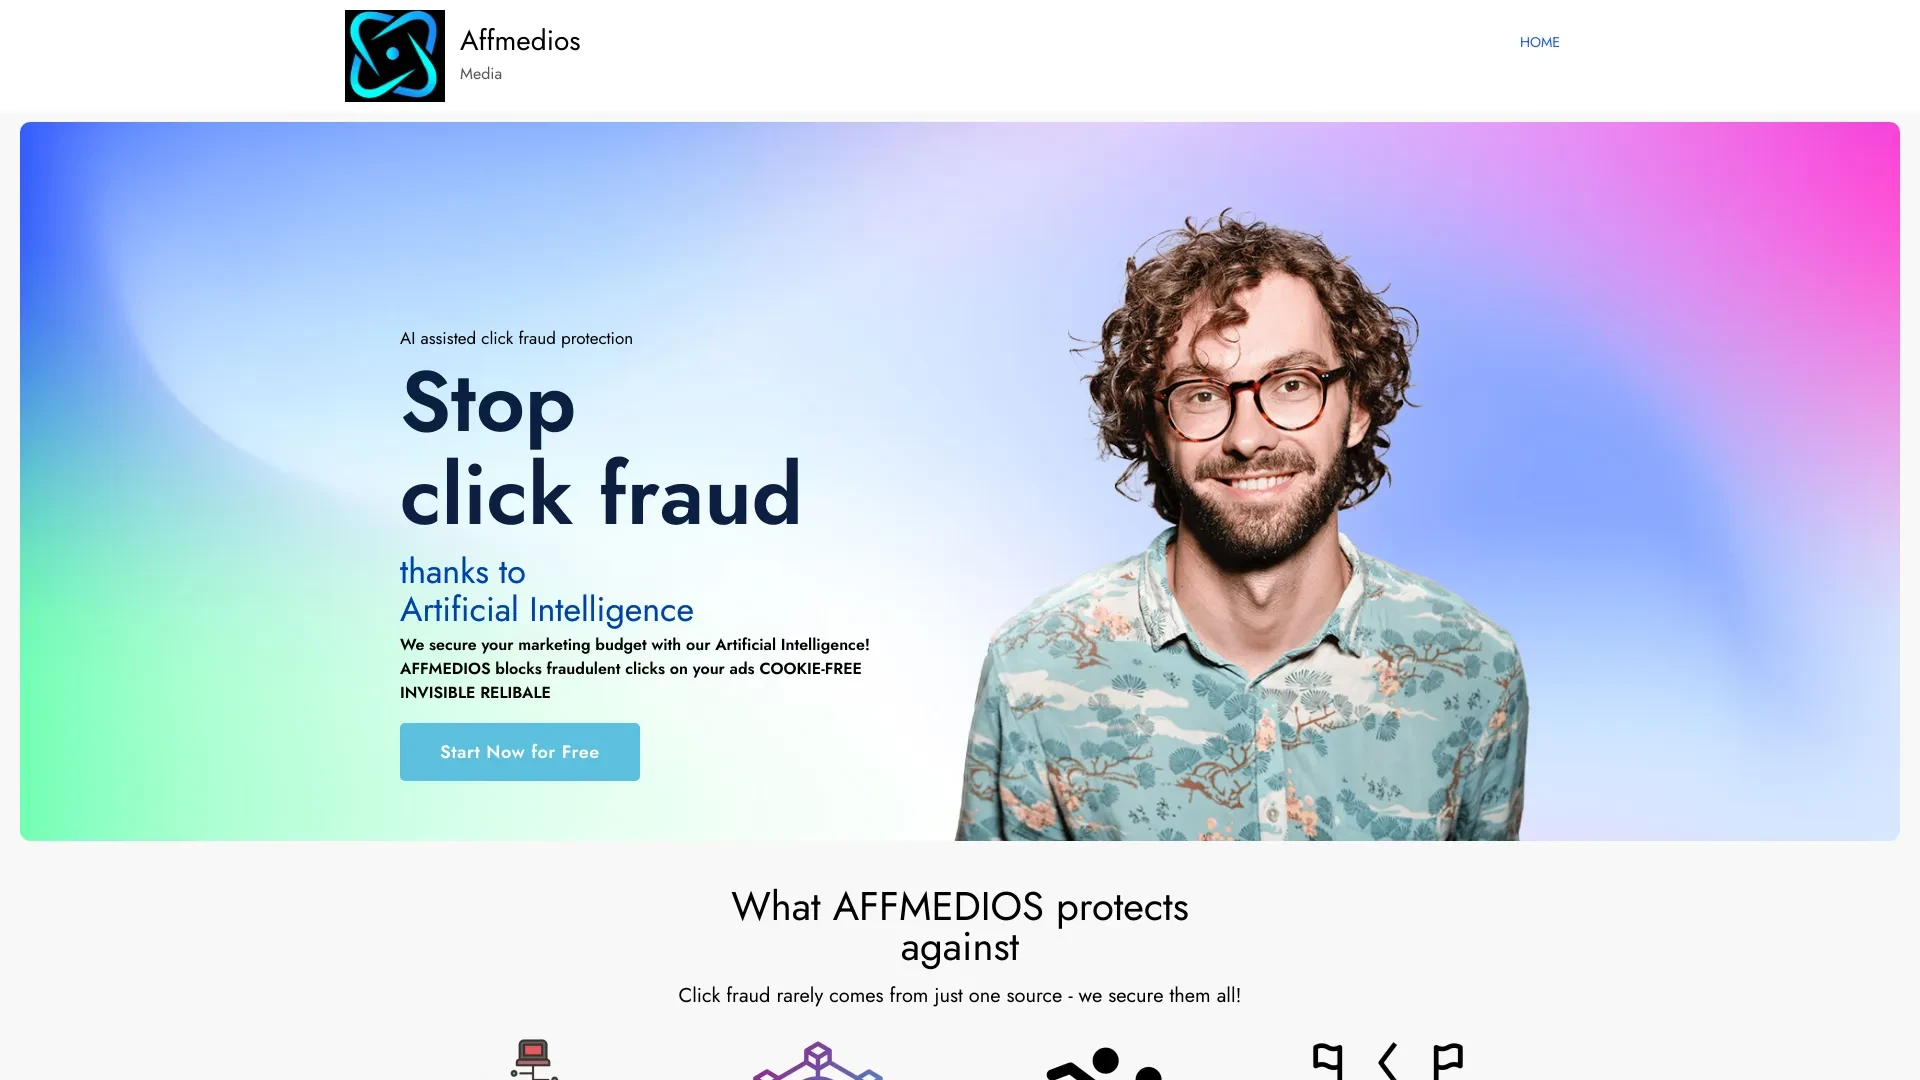 Affmedios
Media
HOME
AI assisted click fraud protection
Stop
click fraud
thanks to
Artificial Intelligence
We secure your marketing budget with our Artificial Intelligence!
AFFMEDIOS blocks fraudulent clicks on your ads COOKIE-FREE
INVISIBLE RELIBALE
Start Now for Free
What AFFMEDIOS protects
against
Click fraud rarely comes from just one source - we secure them all!